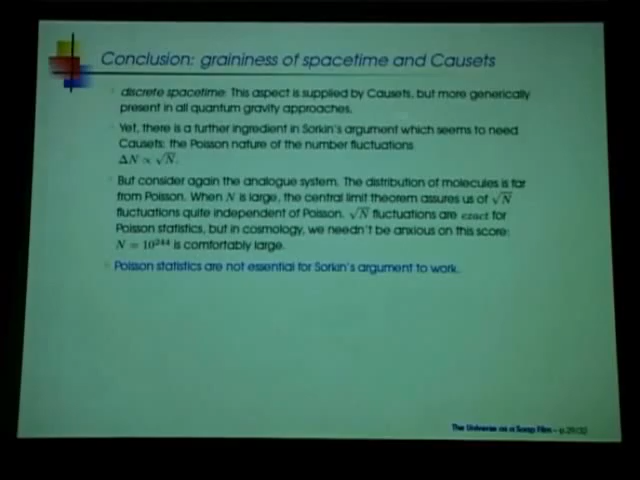 Conclusion: graininess of spacetime and Causets
discrete spacetime: This aspect is supplied by Causets, but more generically
present in all quantum gravity approaches.
Yet, there is a further ingredient in Sorkin's argument which seems to need
Causets: the Poisson nature of the number fluctuations
ΔN ∝ √N.
But consider again the analogue system. The distribution of molecules is far
from Poisson. When N is large, the central limit theorem assures us of √N
fluctuations quite independent of Poisson. √N fluctuations are exact for
Poisson statistics, but in cosmology, we needn't be anxious on this score:
N = 10²⁴⁴ is comfortably large.
Poisson statistics are not essential for Sorkin's argument to work.
The Universe as a Soap Film – p.29/32